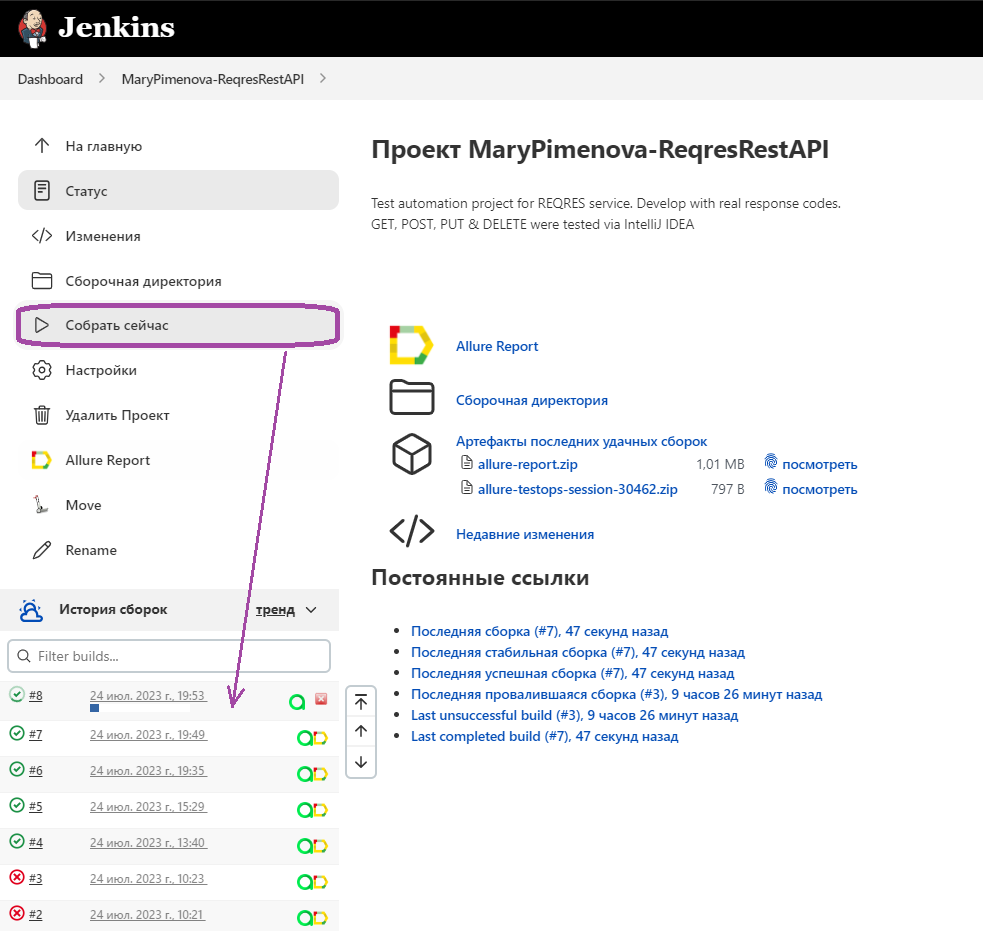 Jenkins
Dashboard
MaryPimenova-ReqresRestAPI
На главную
Статус
Изменения
Сборочная директория
Собрать сейчас
Настройки
Удалить Проект
Allure Report
Move
Rename
История сборок
тренд
Filter builds...
#8 24 июл. 2023 г., 19:53
#7 24 июл. 2023 г., 19:49
#6 24 июл. 2023 г., 19:35
#5 24 июл. 2023 г., 15:29
#4 24 июл. 2023 г., 13:40
#3 24 июл. 2023 г., 10:23
#2 24 июл. 2023 г., 10:21
Проект MaryPimenova-ReqresRestAPI
Test automation project for REQRES service. Develop with real response codes.
GET, POST, PUT & DELETE were tested via IntelliJ IDEA
Allure Report
Сборочная директория
Артефакты последних удачных сборок
allure-report.zip 1,01 MB посмотреть
allure-testops-session-30462.zip 797 B посмотреть
Недавние изменения
Постоянные ссылки
Последняя сборка (#7), 47 секунд назад
Последняя стабильная сборка (#7), 47 секунд назад
Последняя успешная сборка (#7), 47 секунд назад
Последняя провалившаяся сборка (#3), 9 часов 26 минут назад
Last unsuccessful build (#3), 9 часов 26 минут назад
Last completed build (#7), 47 секунд назад